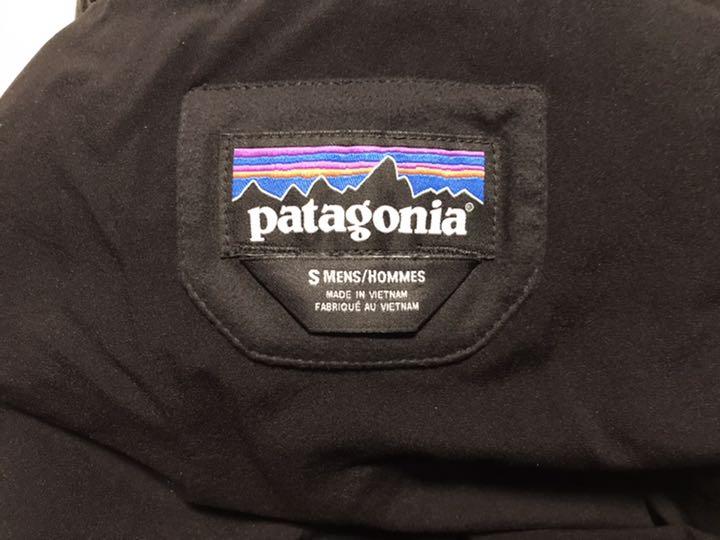 patagonia®
S MENS/HOMMES
MADE IN VIETNAM
FABRIQUÉ AU VIETNAM